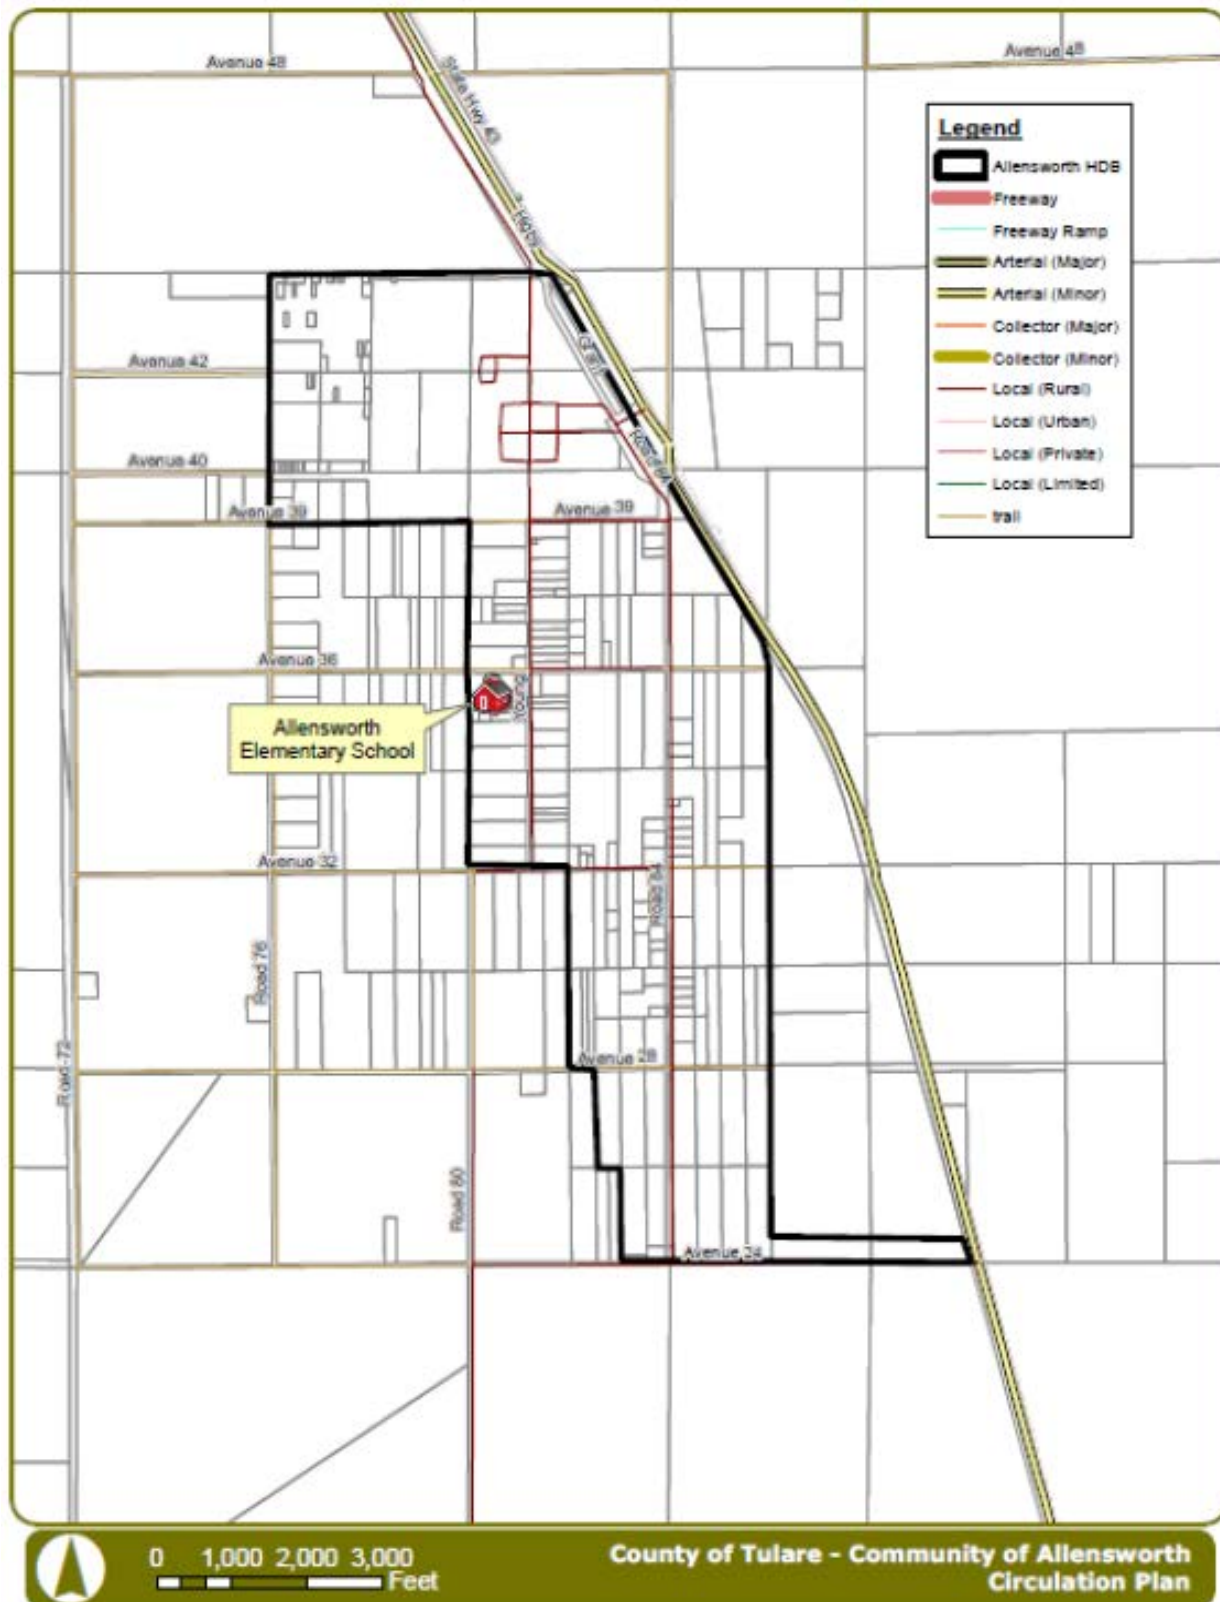 Avenue 48
Avenue 48
State Hwy 43
Legend
Allensworth HDB
Freeway
Freeway Ramp
Arterial (Major)
Arterial (Minor)
Collector (Major)
Collector (Minor)
Local (Rural)
Local (Urban)
Local (Private)
Local (Limited)
trail
Avenue 42
Avenue 40
Road 84
Avenue 39
Avenue 39
Avenue 36
Young
Allensworth
Elementary School
Avenue 32
Road 84
Road 76
Avenue 28
Road 72
Road 80
Avenue 24
0 1,000 2,000 3,000
Feet
County of Tulare - Community of Allensworth
Circulation Plan